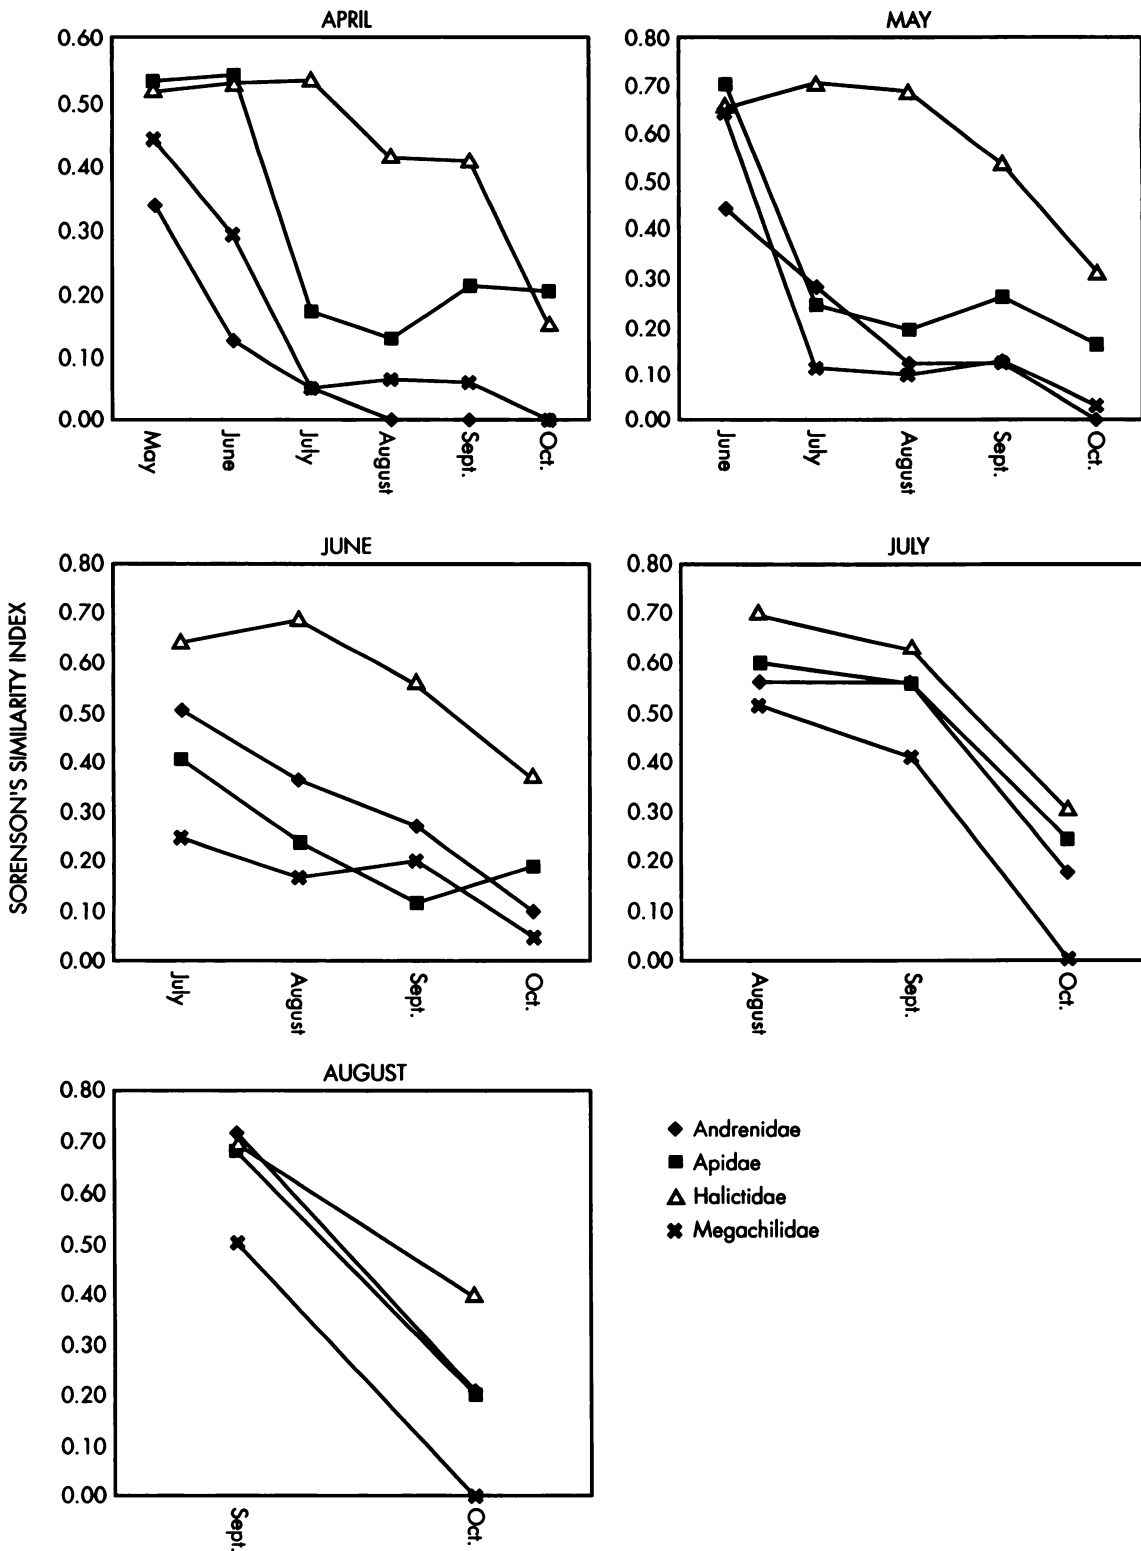 APRIL
0.60
0.50
0.40
0.30
0.20
0.10
0.00
May
June
July
August
Sept.
Oct.
MAY
0.80
0.70
0.60
0.50
0.40
0.30
0.20
0.10
0.00
June
July
August
Sept.
Oct.
SORENSON'S SIMILARITY INDEX
JUNE
0.80
0.70
0.60
0.50
0.40
0.30
0.20
0.10
0.00
July
August
Sept.
Oct.
JULY
0.80
0.70
0.60
0.50
0.40
0.30
0.20
0.10
0.00
August
Sept.
Oct.
AUGUST
0.80
0.70
0.60
0.50
0.40
0.30
0.20
0.10
0.00
Sept.
Oct.
Andrenidae
Apidae
Halictidae
Megachilidae